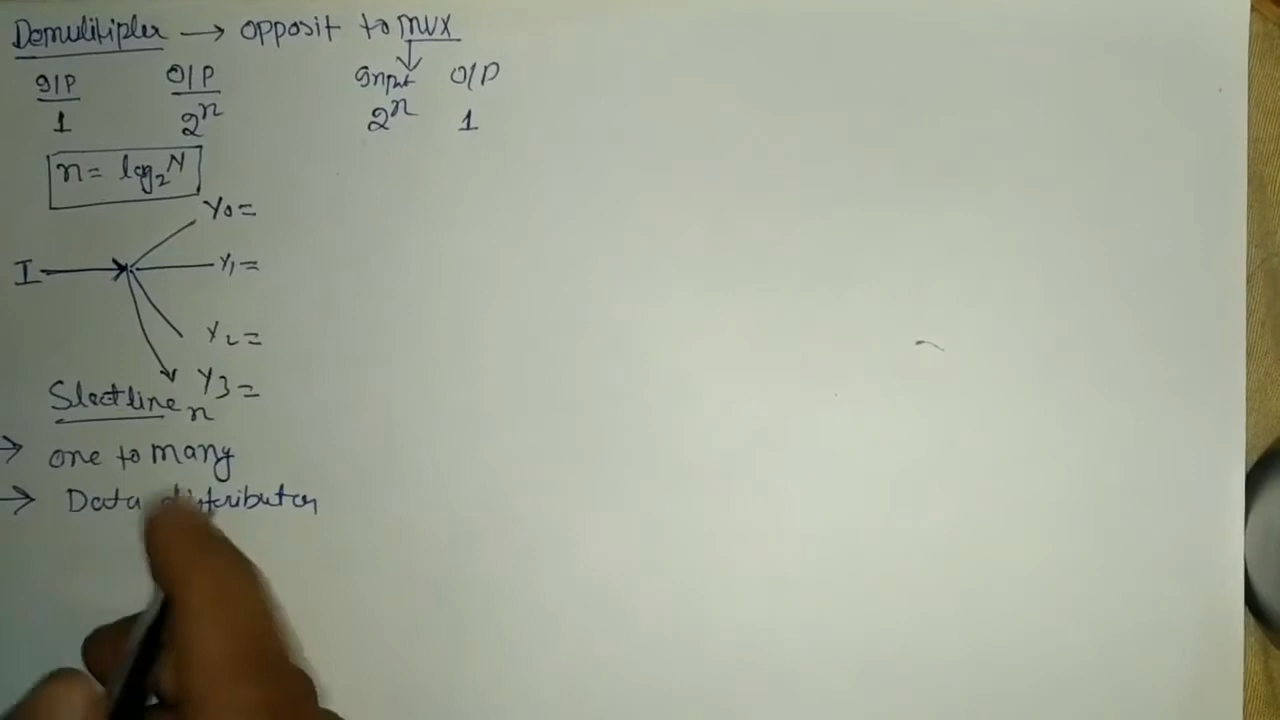 Demulitipler → opposit to mux
I/P O/P Input O/P
1 2^n 2^n 1
n = log₂N
Y0 =
I Y1 =
Y2 =
Y3 =
Slectline n
→ one to many
→ Data distributor